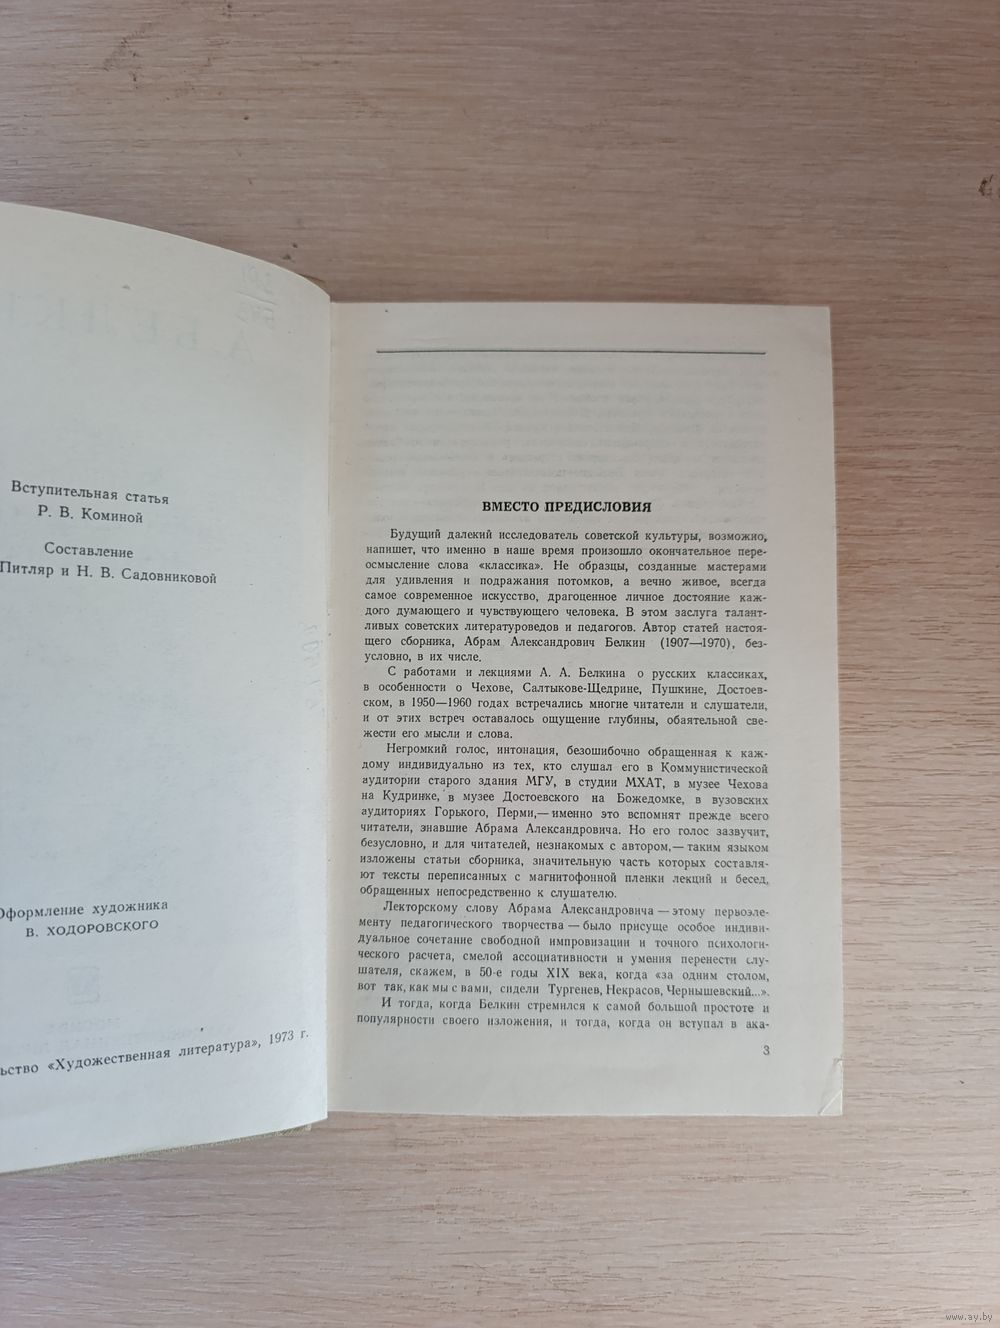 Вступительная статья
Р. В. Коминой
Составление
Питляр и Н. В. Садовниковой
Оформление художника
В. ХОДОРОВСКОГО
«Художественная литература», 1973 г.
ВМЕСТО ПРЕДИСЛОВИЯ
Будущий далекий исследователь советской культуры, возможно,
напишет, что именно в наше время произошло окончательное пере-
осмысление слова «классика». Не образцы, созданные мастерами
для удивления и подражания потомков, а вечно живое, всегда
самое современное искусство, драгоценное личное достояние каж-
дого думающего и чувствующего человека. В этом заслуга талант-
ливых советских литературоведов и педагогов. Автор статей настоя-
щего сборника, Абрам Александрович Белкин (1907—1970), без-
условно, в их числе.
С работами и лекциями А. А. Белкина о русских классиках,
в особенности о Чехове, Салтыкове-Щедрине, Пушкине, Достоев-
ском, в 1950—1960 годах встречались многие читатели и слушатели,
и от этих встреч оставалось ощущение глубины, обаятельной све-
жести его мысли и слова.
Негромкий голос, интонация, безошибочно обращенная к каж-
дому индивидуально из тех, кто слушал его в Коммунистической
аудитории старого здания МГУ, в студии МХАТ, в музее Чехова
на Кудринке, в музее Достоевского на Божедомке, в вузовских
аудиториях Горького, Перми,— именно это вспомнят прежде всего
читатели, знавшие Абрама Александровича. Но его голос зазвучит,
безусловно, и для читателей, незнакомых с автором,— таким языком
изложены статьи сборника, значительную часть которых составля-
ют тексты переписанных с магнитофонной пленки лекций и бесед,
обращенных непосредственно к слушателю.
Лекторскому слову Абрама Александровича — этому первоэле-
менту педагогического творчества — было присуще особое индиви-
дуальное сочетание свободной импровизации и точного психологи-
ческого расчета, смелой ассоциативности и умения перенести слу-
шателя, скажем, в 50-е годы XIX века, когда «за одним столом,
вот так, как мы с вами, сидели Тургенев, Некрасов, Чернышевский...».
И тогда, когда Белкин стремился к самой большой простоте и
популярности своего изложения, и тогда, когда он вступал в ака-
3
www.ay.by